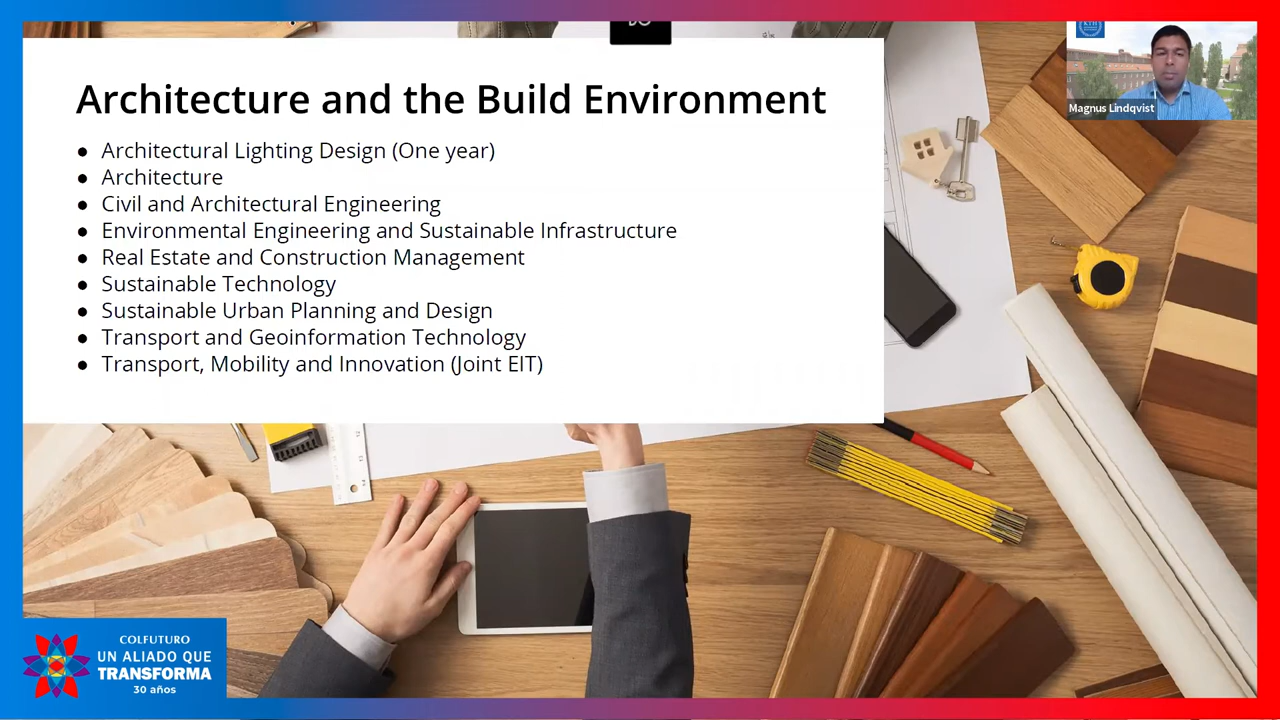 Architecture and the Build Environment
● Architectural Lighting Design (One year)
● Architecture
● Civil and Architectural Engineering
● Environmental Engineering and Sustainable Infrastructure
● Real Estate and Construction Management
● Sustainable Technology
● Sustainable Urban Planning and Design
● Transport and Geoinformation Technology
● Transport, Mobility and Innovation (Joint EIT)
KTH
Magnus Lindqvist
COLFUTURO
UN ALIADO QUE
TRANSFORMA
30 años